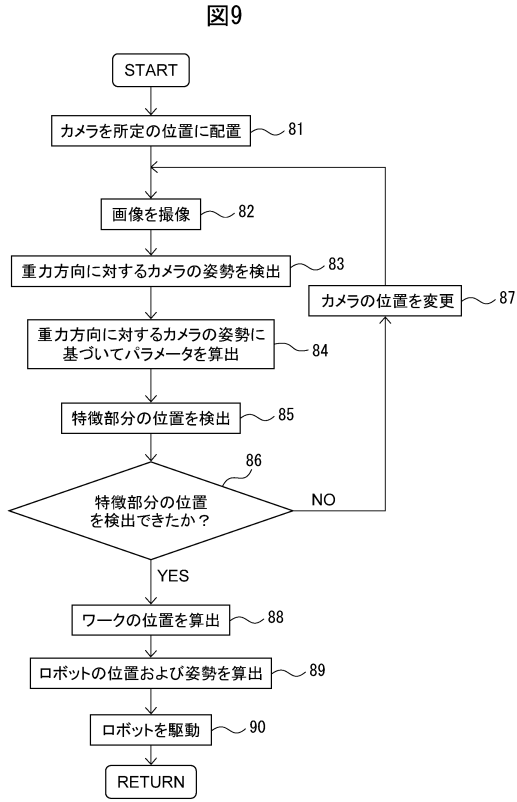 図9
START
カメラを所定の位置に配置
81
画像を撮像
82
重力方向に対するカメラの姿勢を検出
83
カメラの位置を変更
87
重力方向に対するカメラの姿勢に
基づいてパラメータを算出
84
特徴部分の位置を検出
85
86
特徴部分の位置
を検出できたか？
NO
YES
ワークの位置を算出
88
ロボットの位置および姿勢を算出
89
ロボットを駆動
90
RETURN